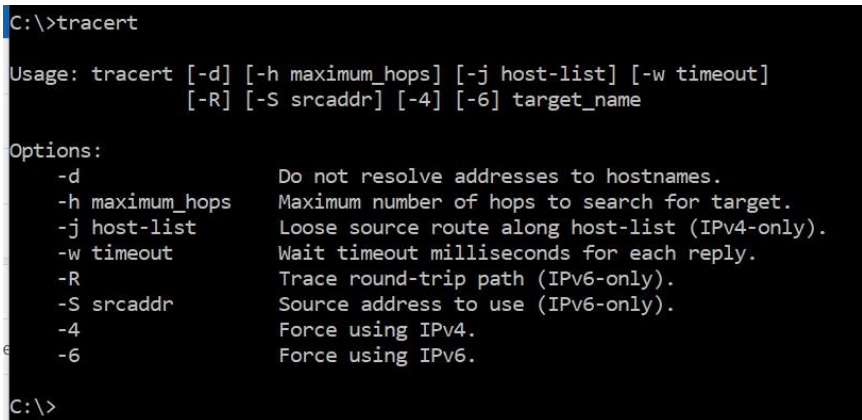 C:\>tracert
Usage: tracert [-d] [-h maximum_hops] [-j host-list] [-w timeout]
[-R] [-S srcaddr] [-4] [-6] target_name
Options:
-d Do not resolve addresses to hostnames.
-h maximum_hops Maximum number of hops to search for target.
-j host-list Loose source route along host-list (IPv4-only).
-w timeout Wait timeout milliseconds for each reply.
-R Trace round-trip path (IPv6-only).
-S srcaddr Source address to use (IPv6-only).
-4 Force using IPv4.
-6 Force using IPv6.
C:\>